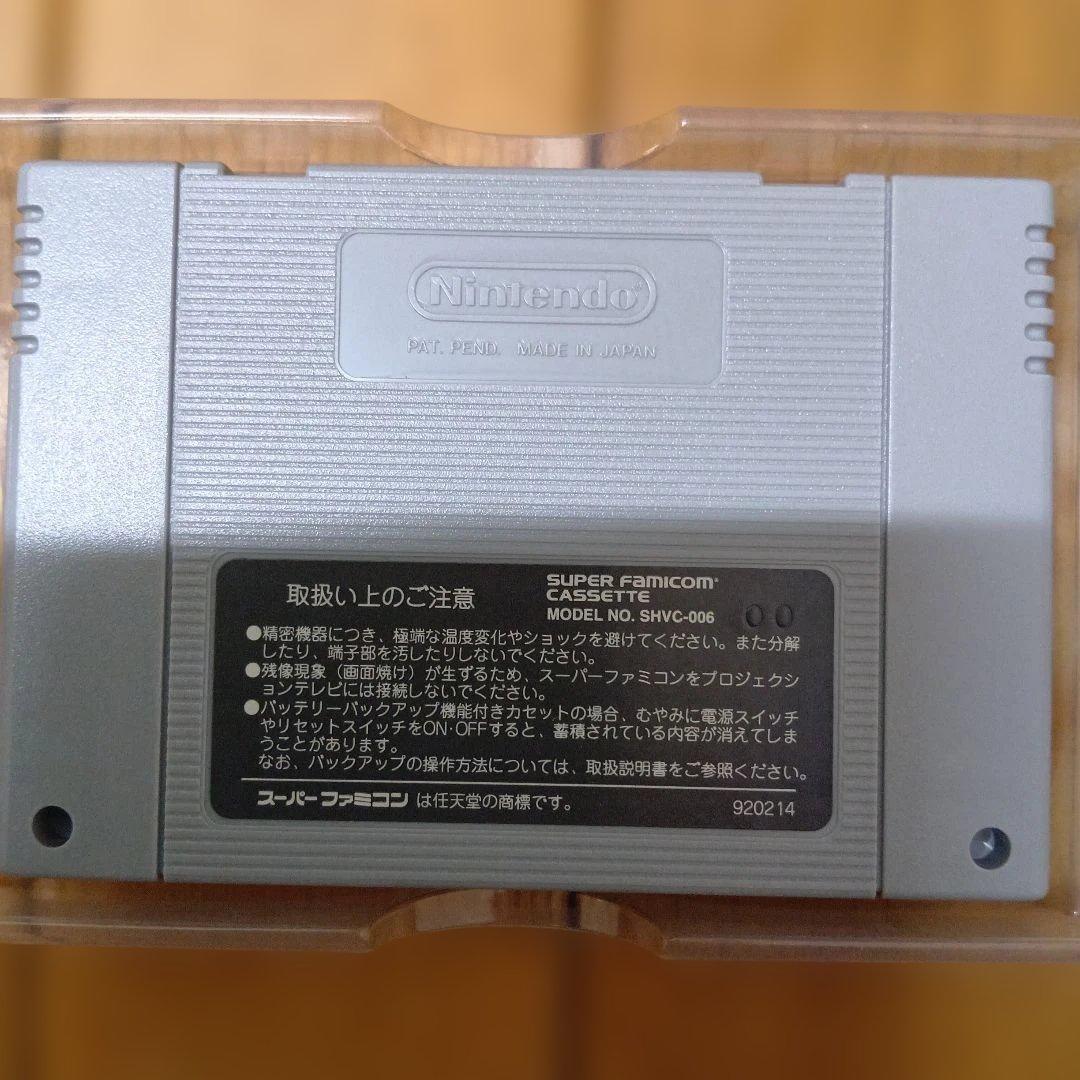 Nintendo®
PAT. PEND. MADE IN JAPAN
取扱い上のご注意
SUPER FAMICOM®
CASSETTE
MODEL NO. SHVC-006
00
●精密機器につき、極端な温度変化やショックを避けてください。また分解
したり、端子部を汚したりしないでください。
●残像現象（画面焼け）が生ずるため、スーパーファミコンをプロジェクシ
ョンテレビには接続しないでください。
●バッテリーバックアップ機能付きカセットの場合、むやみに電源スイッチ
やリセットスイッチをON·OFFすると、蓄積されている内容が消えてしま
うことがあります。
なお、バックアップの操作方法については、取扱説明書をご参照ください。
スーパーファミコン は任天堂の商標です。
920214